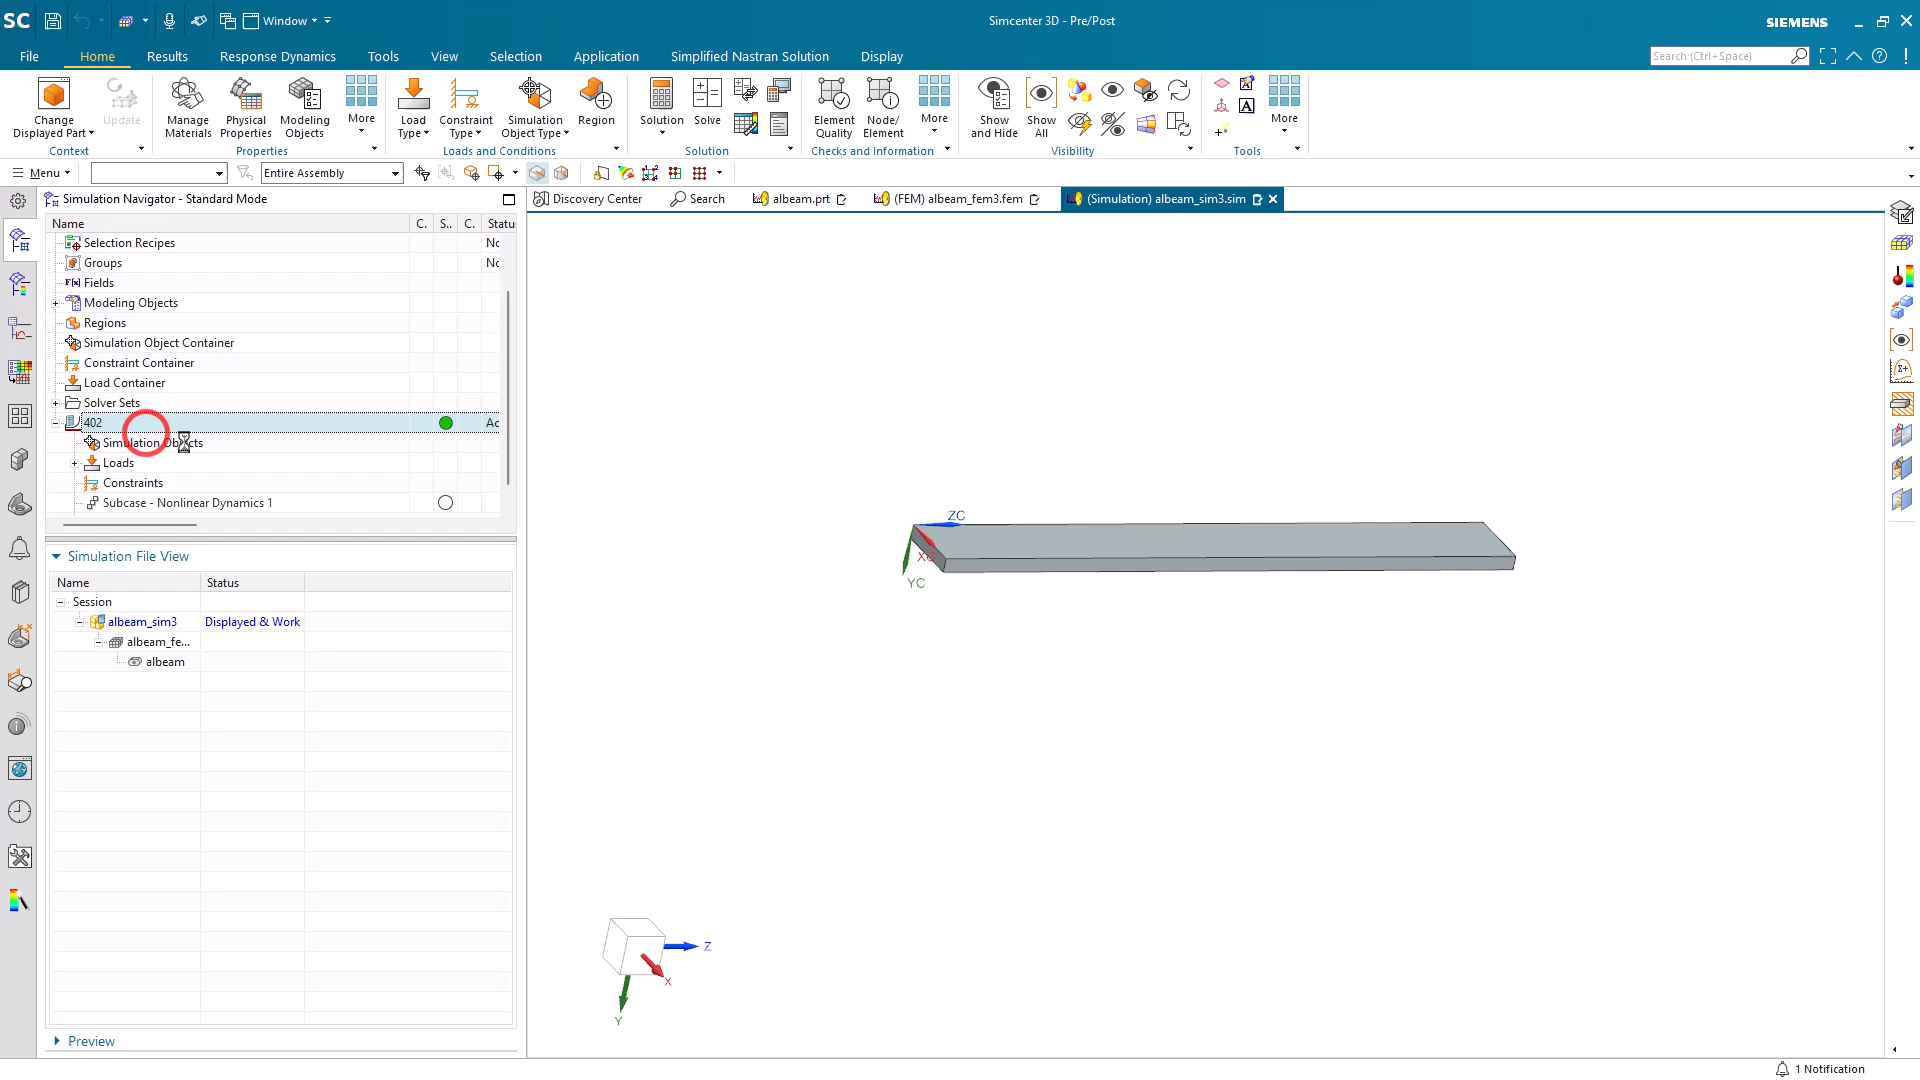 SC
Window
Simcenter 3D - Pre/Post
SIEMENS
File
Home
Results
Response Dynamics
Tools
View
Selection
Application
Simplified Nastran Solution
Display
Search (Ctrl+Space)
Change Displayed Part
Update
Manage Materials
Physical Properties
Modeling Objects
More
Load Type
Constraint Type
Simulation Object Type
Region
Solution
Solve
Element Quality
Node/ Element
More
Show and Hide
Show All
More
Context
Properties
Loads and Conditions
Solution
Checks and Information
Visibility
Tools
Menu
Entire Assembly
Simulation Navigator - Standard Mode
Discovery Center
Search
albeam.prt
(FEM) albeam_fem3.fem
(Simulation) albeam_sim3.sim
Name C. S.. C. Statu
Selection Recipes Nc
Groups Nc
F(x) Fields
Modeling Objects
Regions
Simulation Object Container
Constraint Container
Load Container
Solver Sets
402 Ac
Simulation Objects
Loads
Constraints
Subcase - Nonlinear Dynamics 1
Simulation File View
Name Status
Session
albeam_sim3 Displayed & Work
albeam_fe...
albeam
Preview
ZC
XC
YC
Z
X
Y
1 Notification